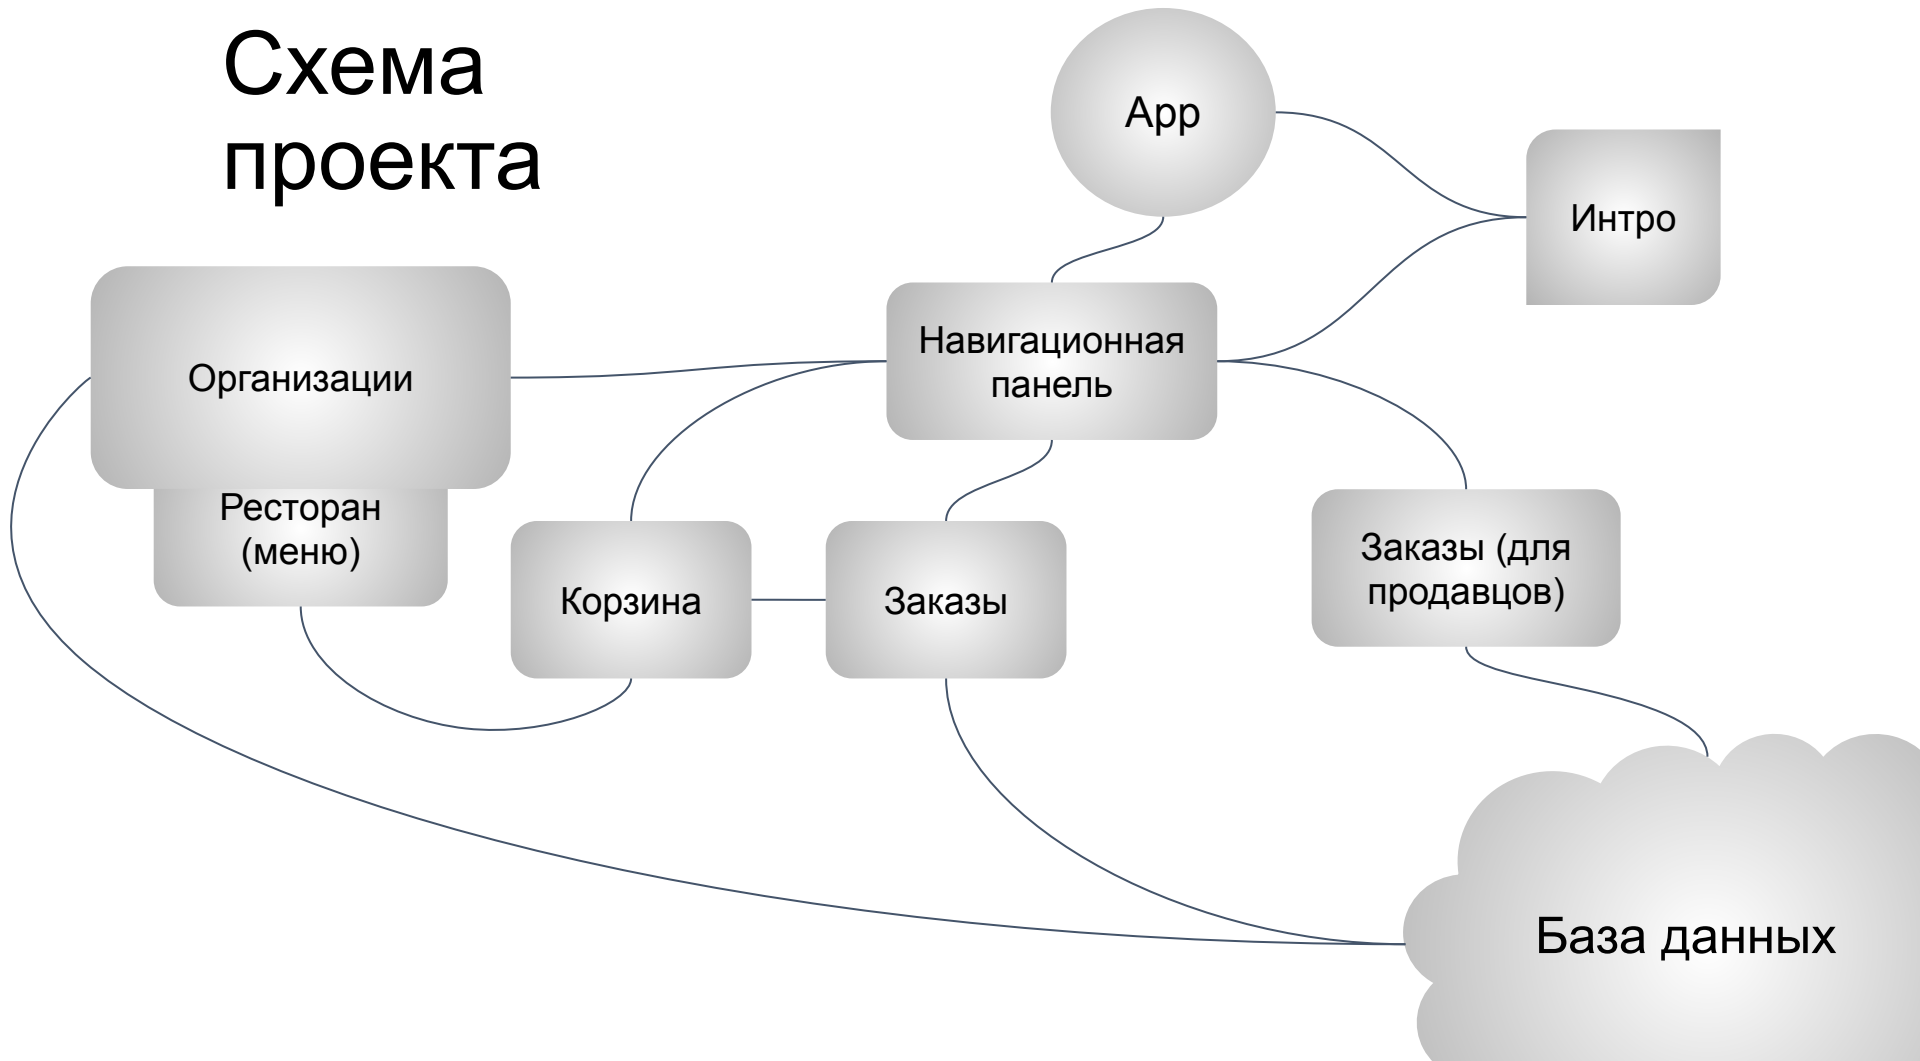 Схема
проекта
App
Интро
Навигационная
панель
Организации
Ресторан
(меню)
Корзина
Заказы
Заказы (для
продавцов)
База данных